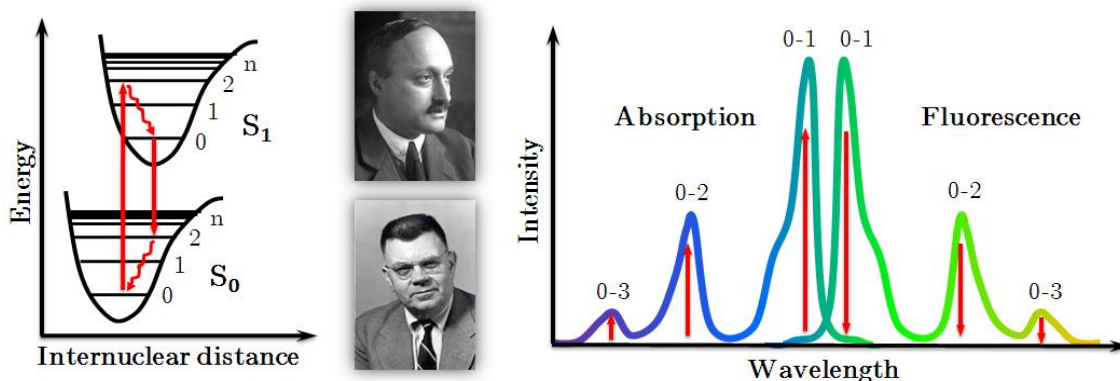 Energy
n
2
1
0
S1
n
2
1
0
S0
Internuclear distance
Intensity
0-1
0-1
Absorption
Fluorescence
0-2
0-2
0-3
0-3
Wavelength